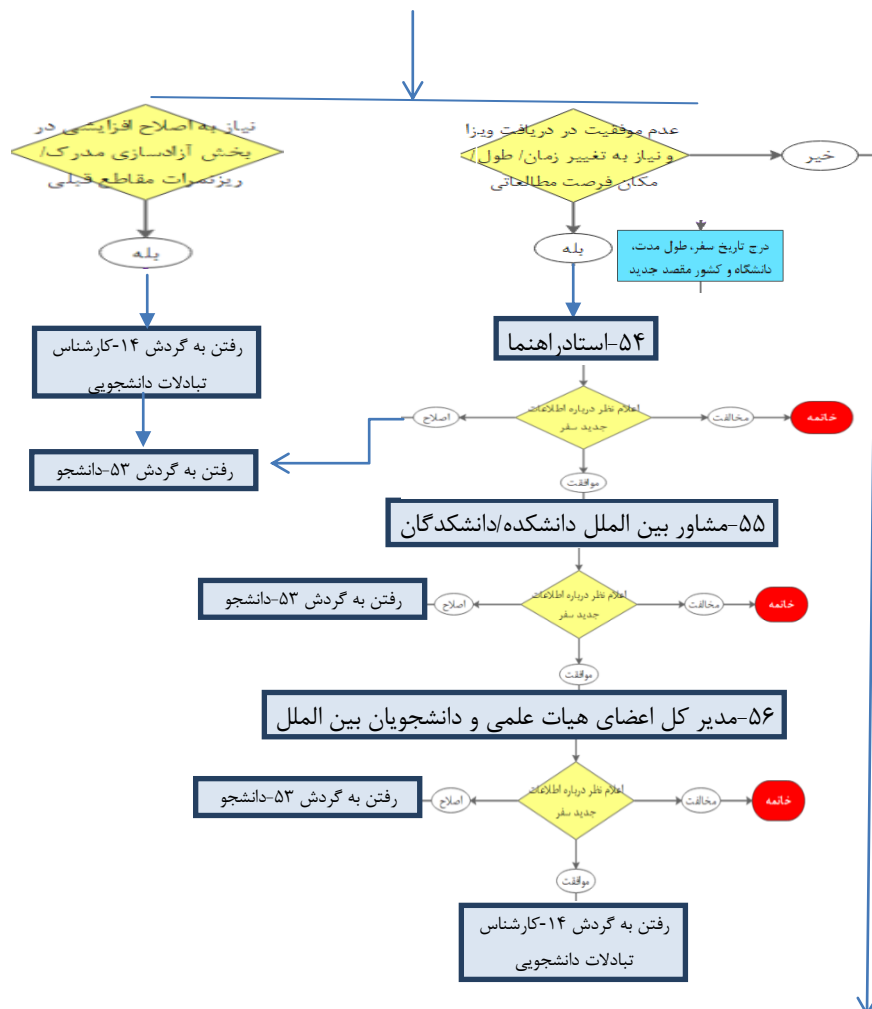 عدم موفقیت در دریافت ویزا
و نیاز به تغییر زمان/ طول/
مکان فرصت مطالعاتی
خیر
نیاز به اصلاح افزایشی در
بخش آزادسازی مدرک/
ریزنمرات مقاطع قبلی
بله
بله
درج تاریخ سفر، طول مدت،
دانشگاه و کشور مقصد جدید
۵۴-استادراهنما
رفتن به گردش ۱۴-کارشناس
تبادلات دانشجویی
اعلام نظر درباره اطلاعات
جدید سفر
مخالفت
خاتمه
اصلاح
رفتن به گردش ۵۳-دانشجو
موافقت
۵۵-مشاور بین الملل دانشکده/دانشکدگان
اعلام نظر درباره اطلاعات
جدید سفر
مخالفت
خاتمه
اصلاح
رفتن به گردش ۵۳-دانشجو
موافقت
۵۶-مدیر کل اعضای هیات علمی و دانشجویان بین الملل
اعلام نظر درباره اطلاعات
جدید سفر
مخالفت
خاتمه
اصلاح
رفتن به گردش ۵۳-دانشجو
موافقت
رفتن به گردش ۱۴-کارشناس
تبادلات دانشجویی